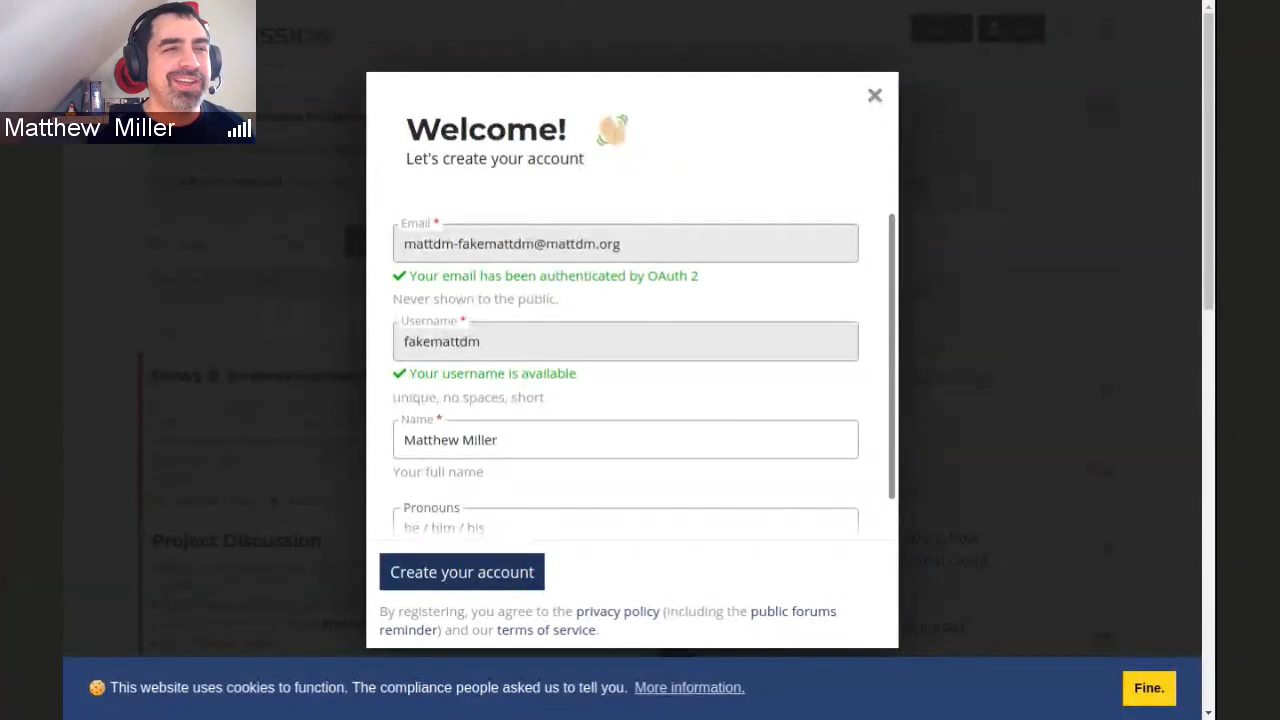 Matthew Miller
Welcome!
Let's create your account
Email *
mattdm-fakemattdm@mattdm.org
Your email has been authenticated by OAuth 2
Never shown to the public.
Username *
fakemattdm
Your username is available
unique, no spaces, short
Name *
Matthew Miller
Your full name
Pronouns
he / him / his
Project Discussion
Create your account
By registering, you agree to the privacy policy (including the public forums
reminder) and our terms of service.
This website uses cookies to function. The compliance people asked us to tell you. More information.
Fine.